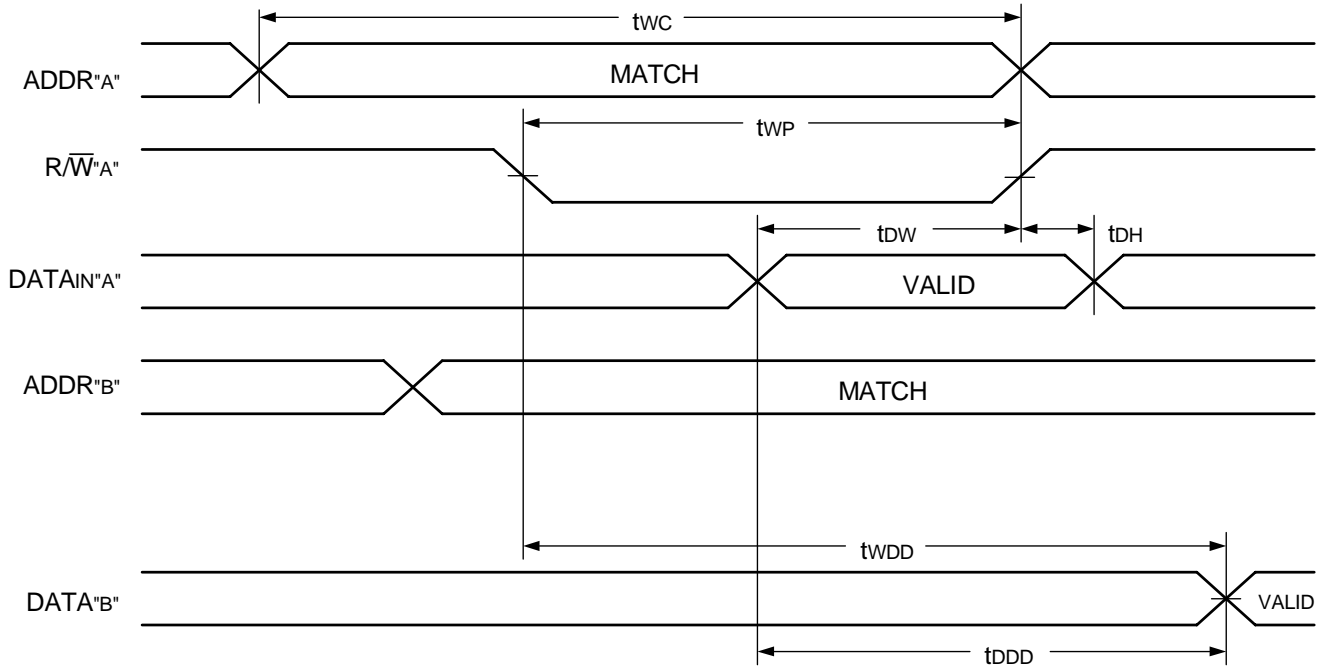 tWC
ADDR"A"
MATCH
tWP
R/W̅"A"
tDW
tDH
DATAIN"A"
VALID
ADDR"B"
MATCH
tWDD
DATA"B"
VALID
tDDD